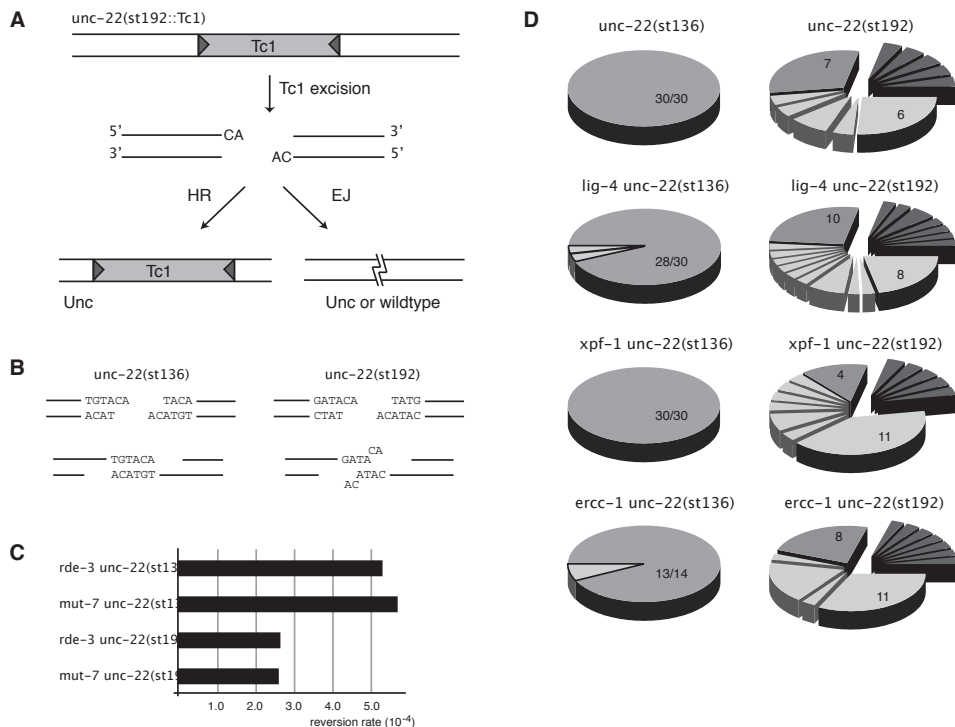 A
unc-22(st192::Tc1)
Tc1
Tc1 excision
5' CA 3'
3' AC 5'
HR EJ
Tc1
Unc Unc or wildtype
B
unc-22(st136) unc-22(st192)
TGTACA TACA GATACA TATG
ACAT ACATGT CTAT ACATAC
TGTACA
ACATGT
CA
GATA
ATAC
AC
C
rde-3 unc-22(st13
mut-7 unc-22(st1
rde-3 unc-22(st19
mut-7 unc-22(st19
1.0 2.0 3.0 4.0 5.0
reversion rate (10⁻⁴)
D
unc-22(st136) unc-22(st192)
30/30 7 6
lig-4 unc-22(st136) lig-4 unc-22(st192)
28/30 10 8
xpf-1 unc-22(st136) xpf-1 unc-22(st192)
30/30 4 11
ercc-1 unc-22(st136) ercc-1 unc-22(st192)
13/14 8 11